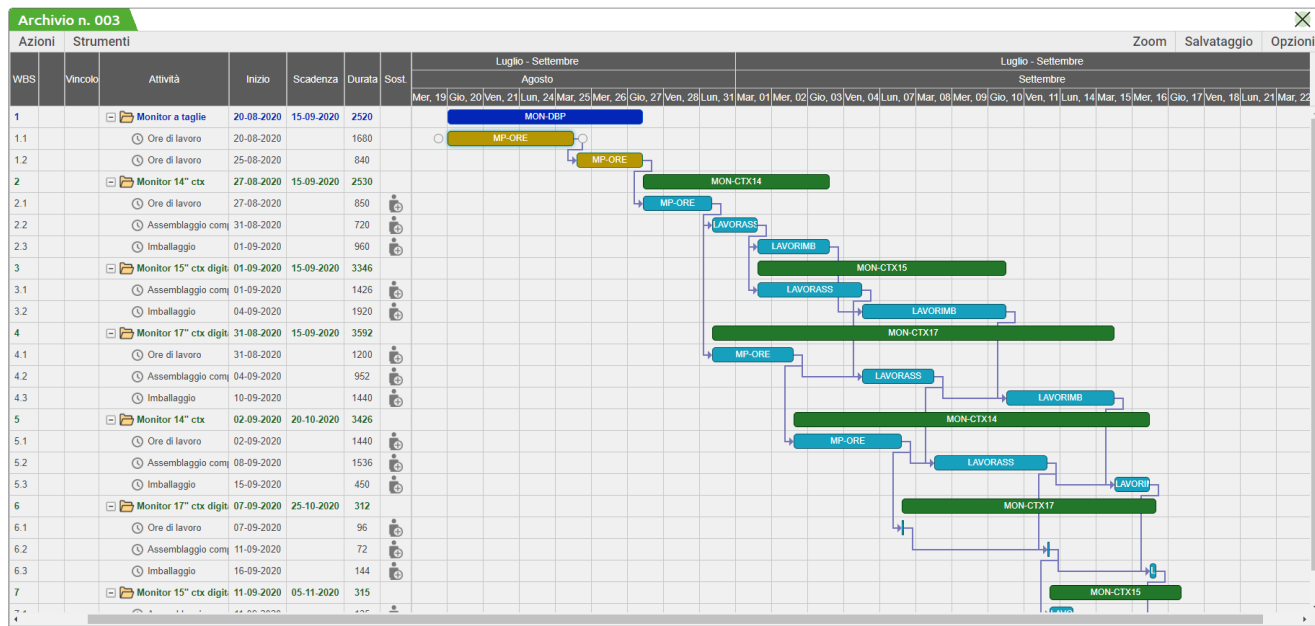 Archivio n. 003
Azioni Strumenti Zoom Salvataggio Opzioni
Luglio - Settembre Luglio - Settembre
WBS Vincolo Attività Inizio Scadenza Durata Sost. Agosto Settembre
Mer, 19 Gio, 20 Ven, 21 Lun, 24 Mar, 25 Mer, 26 Gio, 27 Ven, 28 Lun, 31 Mar, 01 Mer, 02 Gio, 03 Ven, 04 Lun, 07 Mar, 08 Mer, 09 Gio, 10 Ven, 11 Lun, 14 Mar, 15 Mer, 16 Gio, 17 Ven, 18 Lun, 21 Mar, 22
1 Monitor a taglie 20-08-2020 15-09-2020 2520 MON-DBP
1.1 Ore di lavoro 20-08-2020 1680 MP-ORE
1.2 Ore di lavoro 25-08-2020 840 MP-ORE
2 Monitor 14" ctx 27-08-2020 15-09-2020 2530 MON-CTX14
2.1 Ore di lavoro 27-08-2020 850 MP-ORE
2.2 Assemblaggio com 31-08-2020 720 LAVORASS
2.3 Imballaggio 01-09-2020 960 LAVORIMB
3 Monitor 15" ctx digit 01-09-2020 15-09-2020 3346 MON-CTX15
3.1 Assemblaggio com 01-09-2020 1426 LAVORASS
3.2 Imballaggio 04-09-2020 1920 LAVORIMB
4 Monitor 17" ctx digit 31-08-2020 15-09-2020 3592 MON-CTX17
4.1 Ore di lavoro 31-08-2020 1200 MP-ORE
4.2 Assemblaggio com 04-09-2020 952 LAVORASS
4.3 Imballaggio 10-09-2020 1440 LAVORIMB
5 Monitor 14" ctx 02-09-2020 20-10-2020 3426 MON-CTX14
5.1 Ore di lavoro 02-09-2020 1440 MP-ORE
5.2 Assemblaggio com 08-09-2020 1536 LAVORASS
5.3 Imballaggio 15-09-2020 450 LAVORI
6 Monitor 17" ctx digit 07-09-2020 25-10-2020 312 MON-CTX17
6.1 Ore di lavoro 07-09-2020 96
6.2 Assemblaggio com 11-09-2020 72
6.3 Imballaggio 16-09-2020 144 L
7 Monitor 15" ctx digit 11-09-2020 05-11-2020 315 MON-CTX15